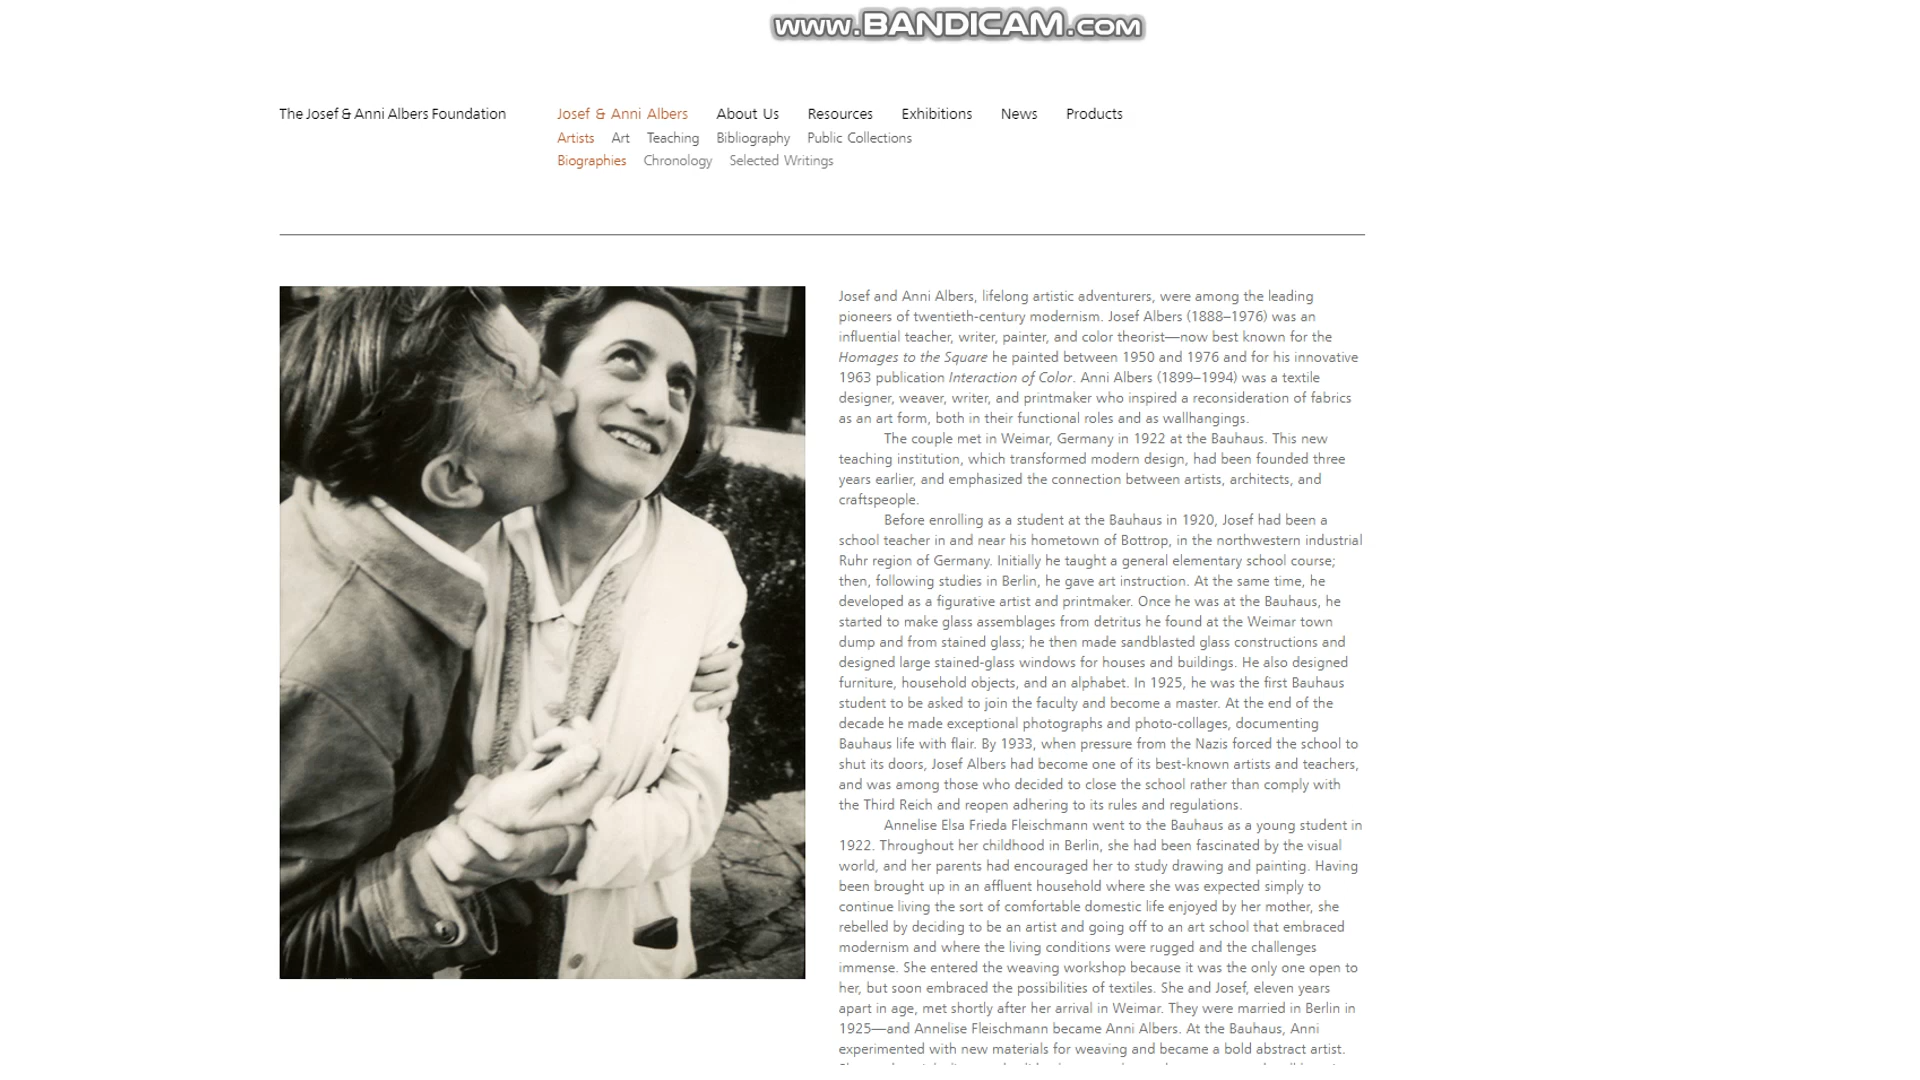 www.BANDICAM.com
The Josef & Anni Albers Foundation
Josef & Anni Albers About Us Resources Exhibitions News Products
Artists Art Teaching Bibliography Public Collections
Biographies Chronology Selected Writings
Josef and Anni Albers, lifelong artistic adventurers, were among the leading
pioneers of twentieth-century modernism. Josef Albers (1888–1976) was an
influential teacher, writer, painter, and color theorist—now best known for the
Homages to the Square he painted between 1950 and 1976 and for his innovative
1963 publication Interaction of Color. Anni Albers (1899–1994) was a textile
designer, weaver, writer, and printmaker who inspired a reconsideration of fabrics
as an art form, both in their functional roles and as wallhangings.
The couple met in Weimar, Germany in 1922 at the Bauhaus. This new
teaching institution, which transformed modern design, had been founded three
years earlier, and emphasized the connection between artists, architects, and
craftspeople.
Before enrolling as a student at the Bauhaus in 1920, Josef had been a
school teacher in and near his hometown of Bottrop, in the northwestern industrial
Ruhr region of Germany. Initially he taught a general elementary school course;
then, following studies in Berlin, he gave art instruction. At the same time, he
developed as a figurative artist and printmaker. Once he was at the Bauhaus, he
started to make glass assemblages from detritus he found at the Weimar town
dump and from stained glass; he then made sandblasted glass constructions and
designed large stained-glass windows for houses and buildings. He also designed
furniture, household objects, and an alphabet. In 1925, he was the first Bauhaus
student to be asked to join the faculty and become a master. At the end of the
decade he made exceptional photographs and photo-collages, documenting
Bauhaus life with flair. By 1933, when pressure from the Nazis forced the school to
shut its doors, Josef Albers had become one of its best-known artists and teachers,
and was among those who decided to close the school rather than comply with
the Third Reich and reopen adhering to its rules and regulations.
Annelise Elsa Frieda Fleischmann went to the Bauhaus as a young student in
1922. Throughout her childhood in Berlin, she had been fascinated by the visual
world, and her parents had encouraged her to study drawing and painting. Having
been brought up in an affluent household where she was expected simply to
continue living the sort of comfortable domestic life enjoyed by her mother, she
rebelled by deciding to be an artist and going off to an art school that embraced
modernism and where the living conditions were rugged and the challenges
immense. She entered the weaving workshop because it was the only one open to
her, but soon embraced the possibilities of textiles. She and Josef, eleven years
apart in age, met shortly after her arrival in Weimar. They were married in Berlin in
1925—and Annelise Fleischmann became Anni Albers. At the Bauhaus, Anni
experimented with new materials for weaving and became a bold abstract artist.